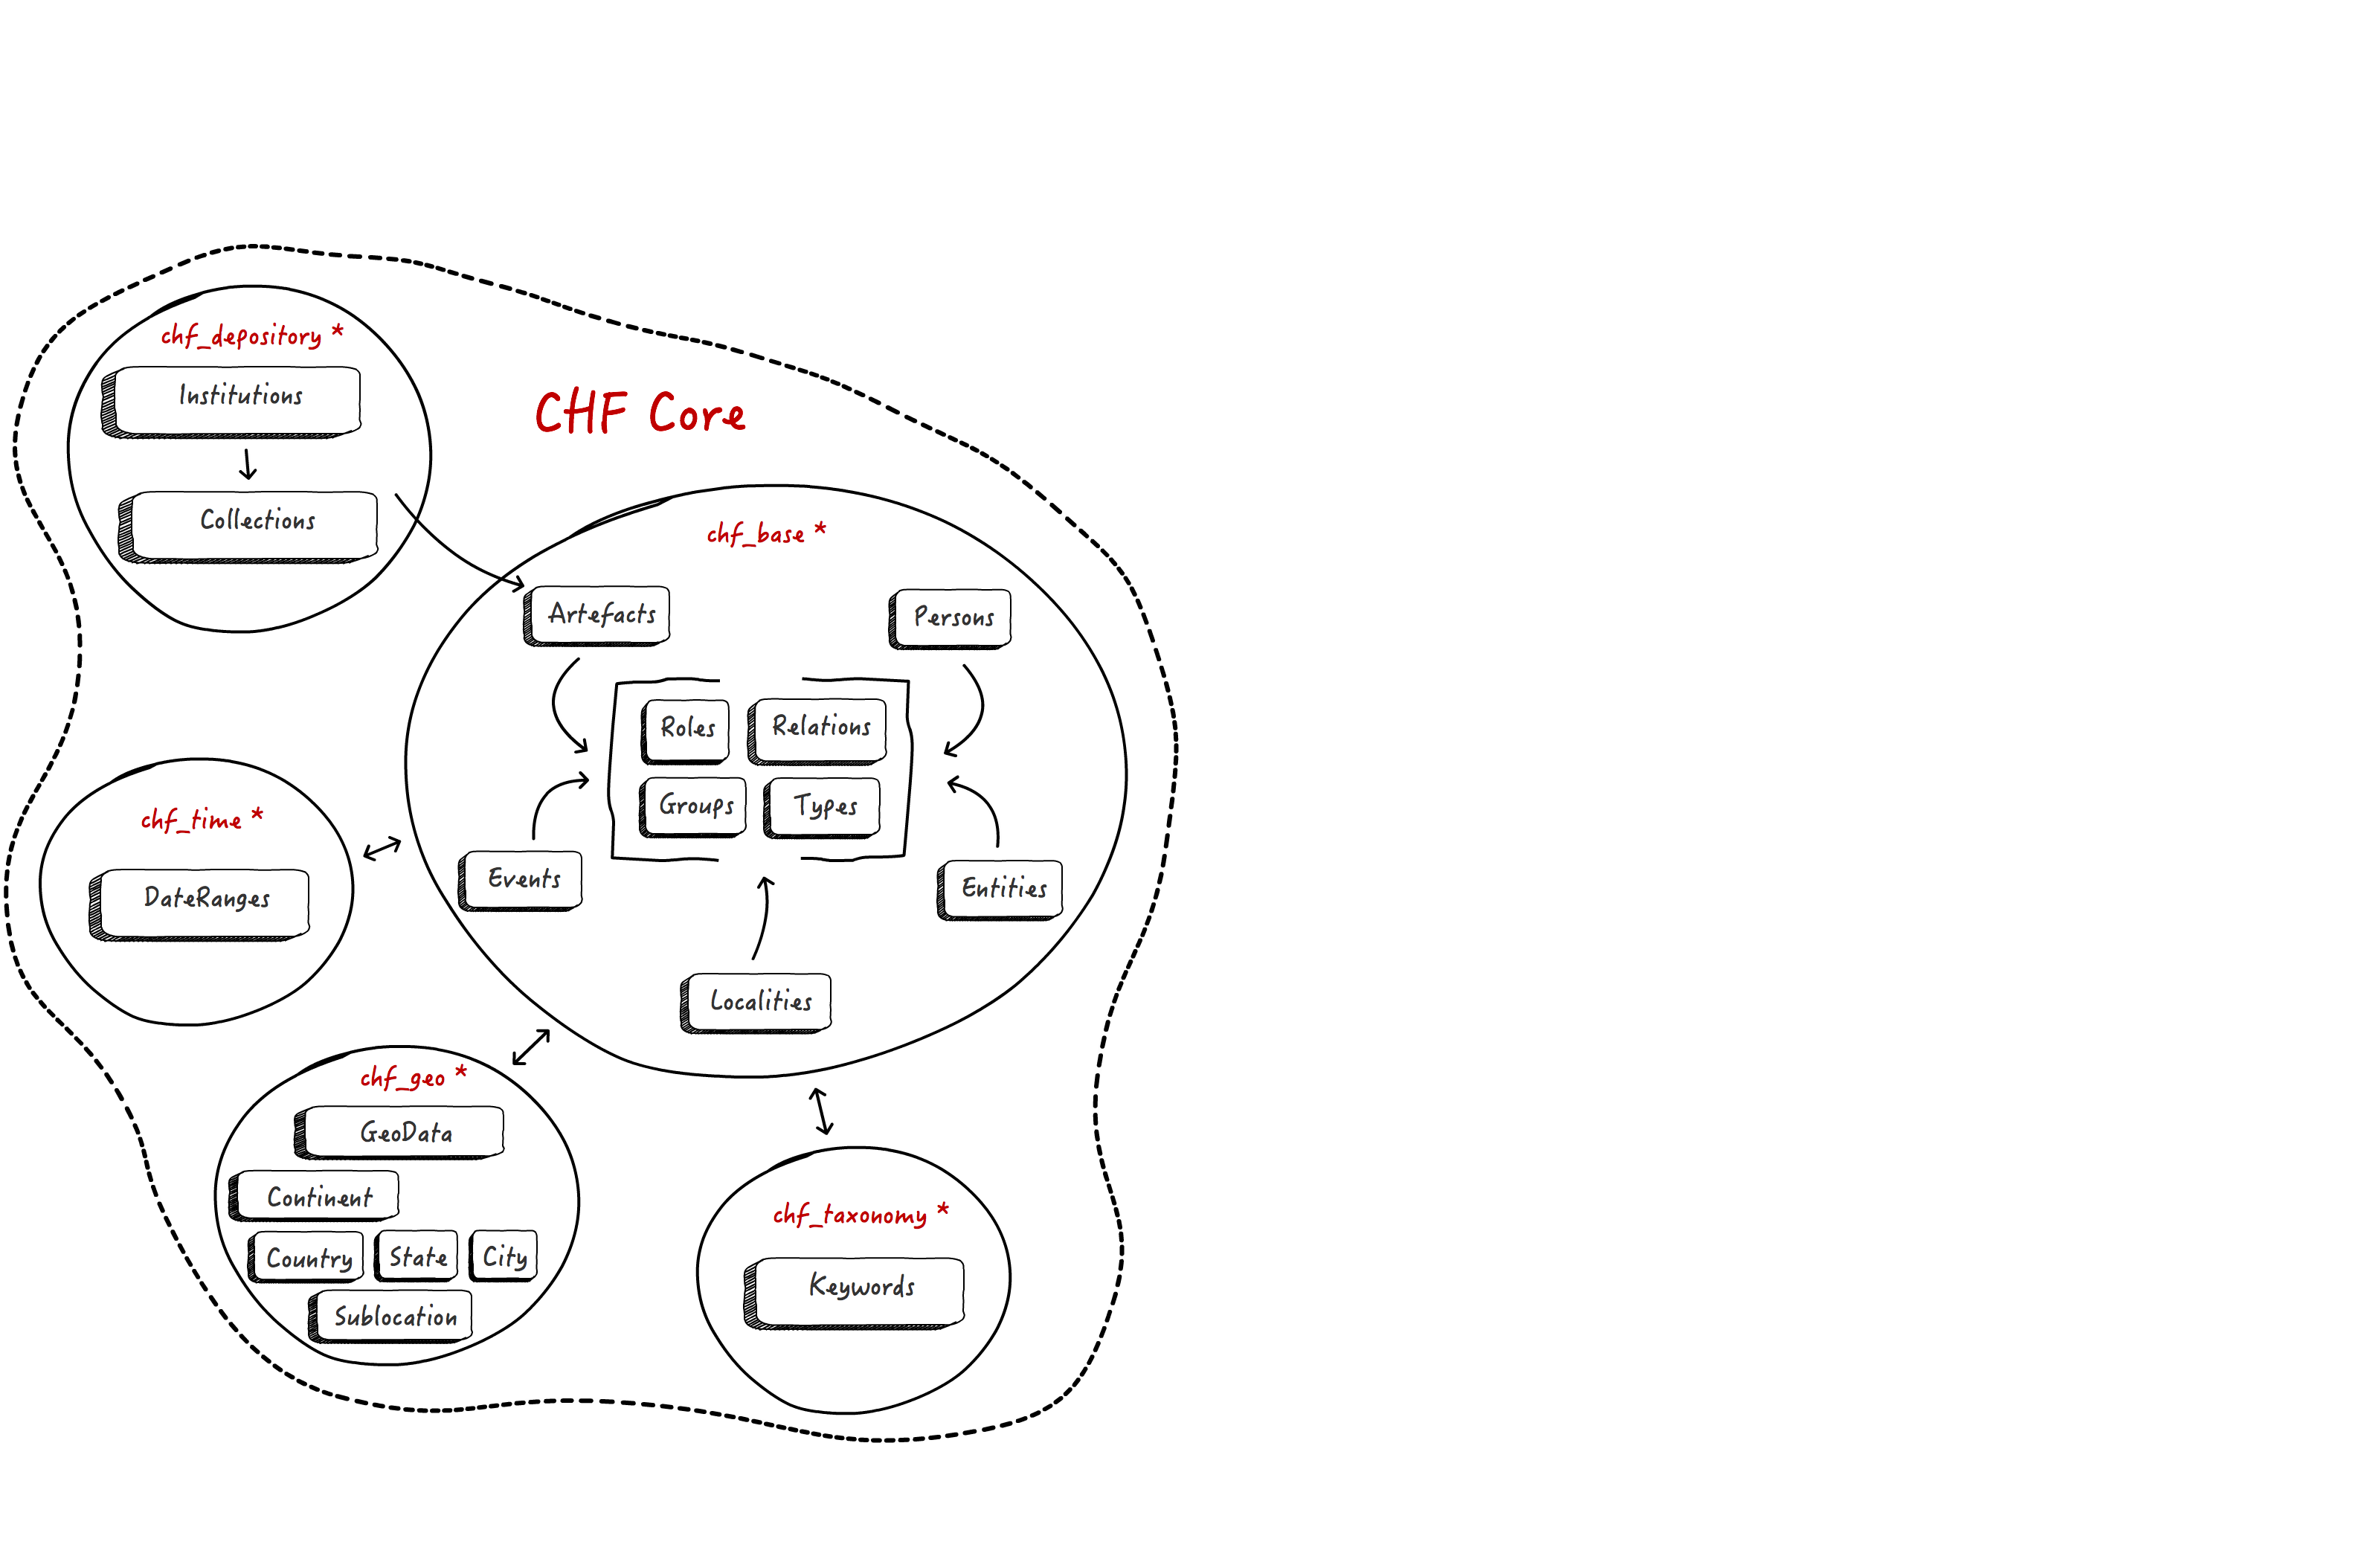 chf_depository *
Institutions
Collections
CHF Core
chf_base *
Artefacts
Persons
Roles
Relations
Groups
Types
Events
Entities
Localities
chf_time *
DateRanges
chf_geo *
GeoData
Continent
Country State City
Sublocation
chf_taxonomy *
Keywords